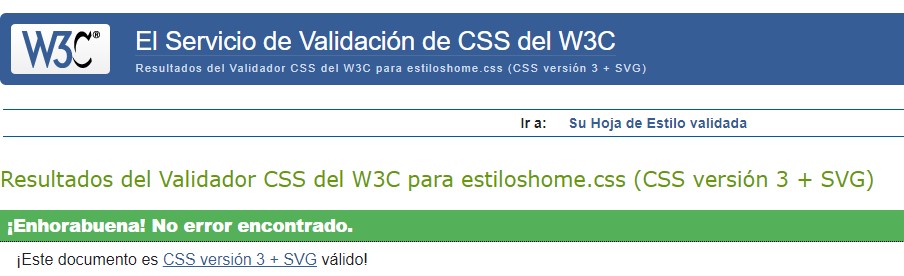 W3C®
El Servicio de Validación de CSS del W3C
Resultados del Validador CSS del W3C para estiloshome.css (CSS versión 3 + SVG)
Ir a: Su Hoja de Estilo validada
Resultados del Validador CSS del W3C para estiloshome.css (CSS versión 3 + SVG)
¡Enhorabuena! No error encontrado.
¡Este documento es CSS versión 3 + SVG válido!